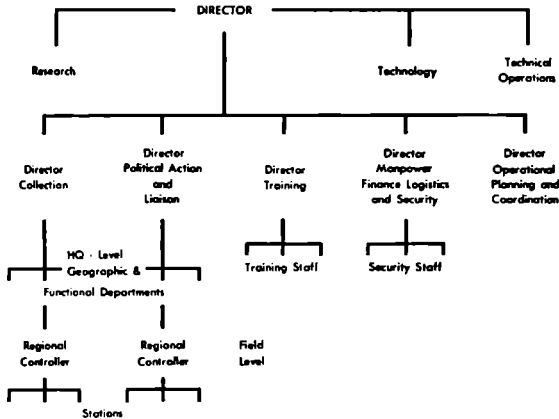 DIRECTOR
Research
Technology
Technical
Operations
Director
Collection
Director
Political Action
and
Liaison
Director
Training
Director
Manpower
Finance Logistics
and Security
Director
Operational
Planning and
Coordination
HQ - Level
Geographic &
Functional Departments
Training Staff
Security Staff
Regional
Controller
Regional
Controller
Field
Level
Stations